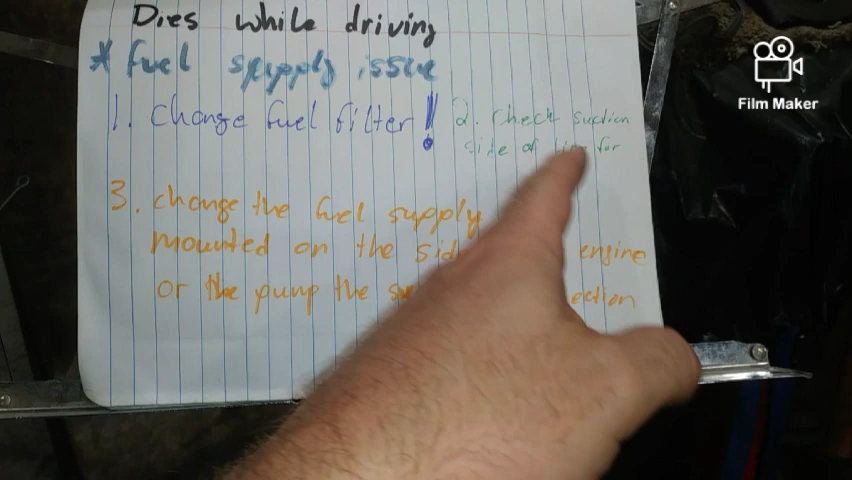 Dies while driving
* fuel supply issue
1. Change fuel filter!
2. Check suction
side of line for
3. change the fuel supply
mounted on the side engine
or the pump the ection
Film Maker